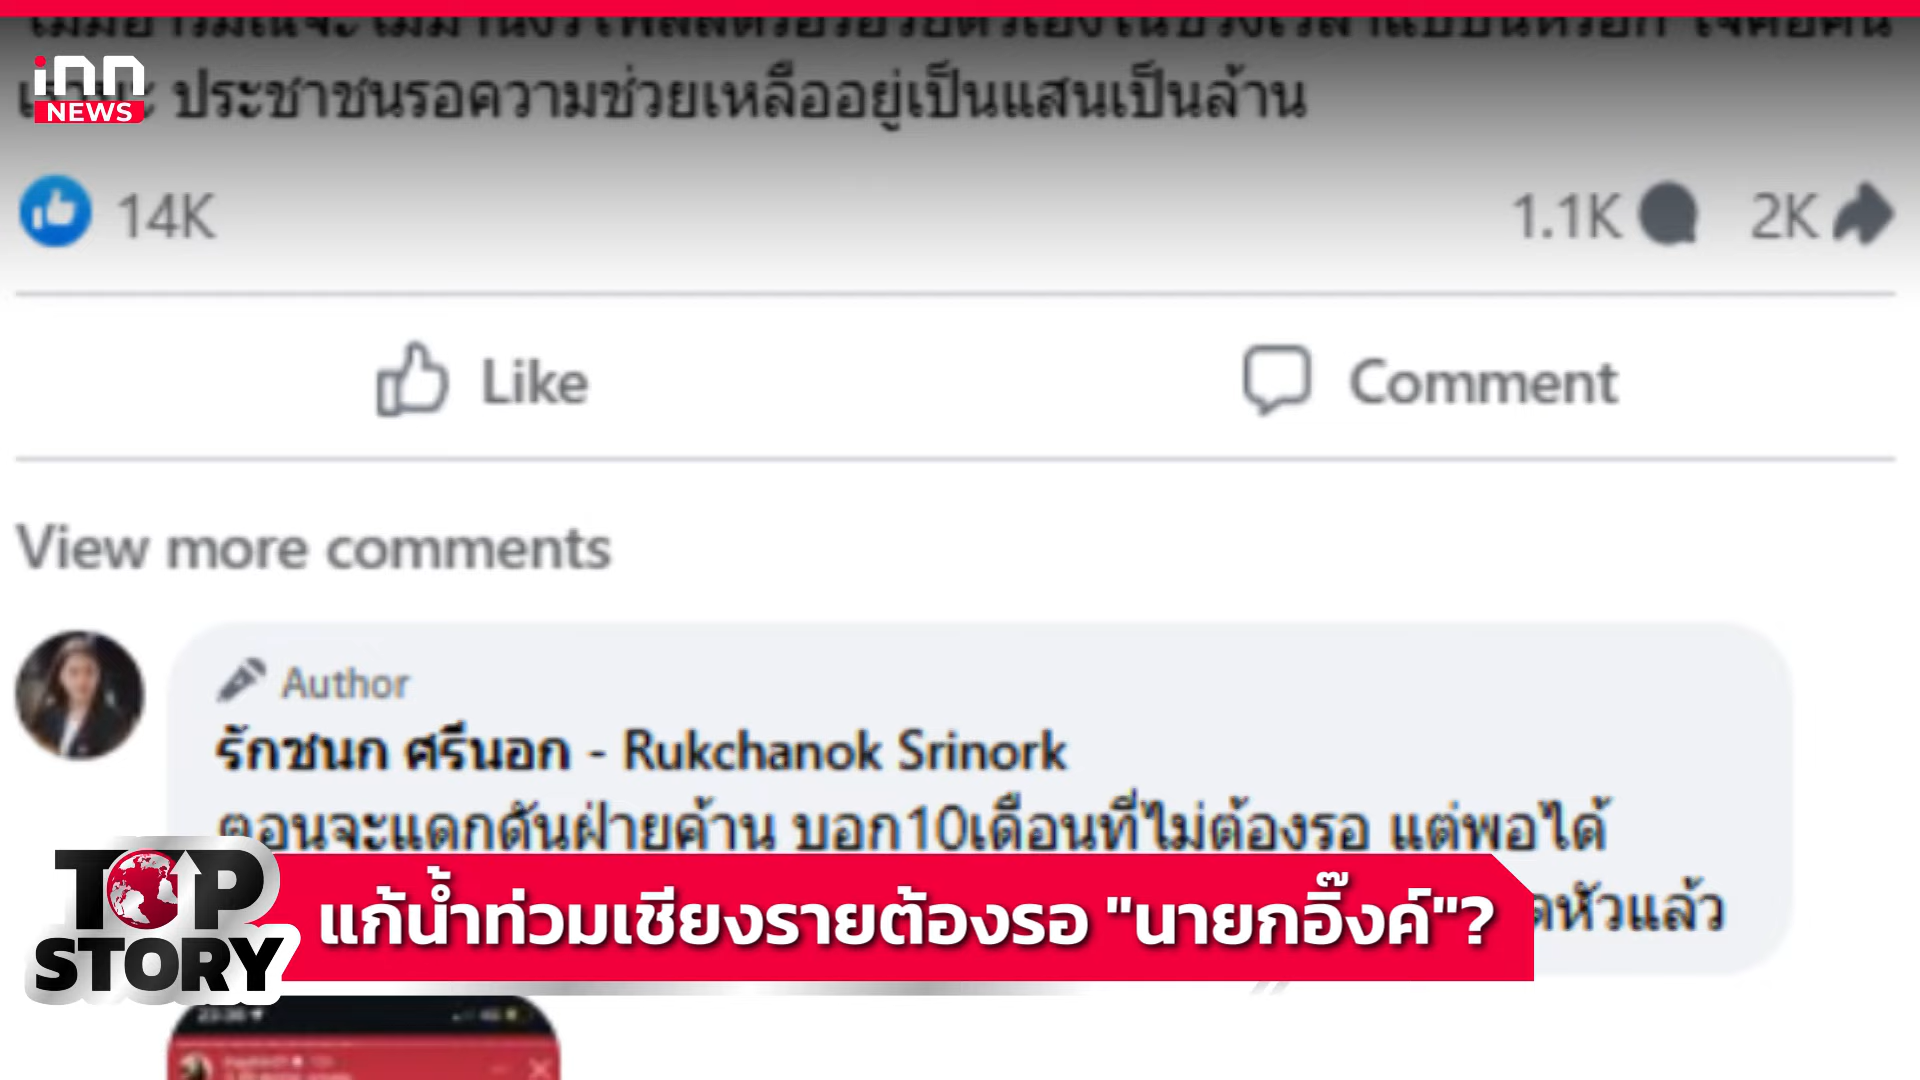 inn
NEWS
ประชาชนรอความช่วยเหลืออยู่เป็นแสนเป็นล้าน
14K
1.1K 2K
Like Comment
View more comments
Author
รักชนก ศรีนอก - Rukchanok Srinork
ตอนจะแดกดันฝ่ายค้าน บอก10เดือนที่ไม่ต้องรอ แต่พอได้
TOP
STORY
แก้น้ำท่วมเชียงรายต้องรอ "นายกอิ๊งค์"?
หัวแล้ว